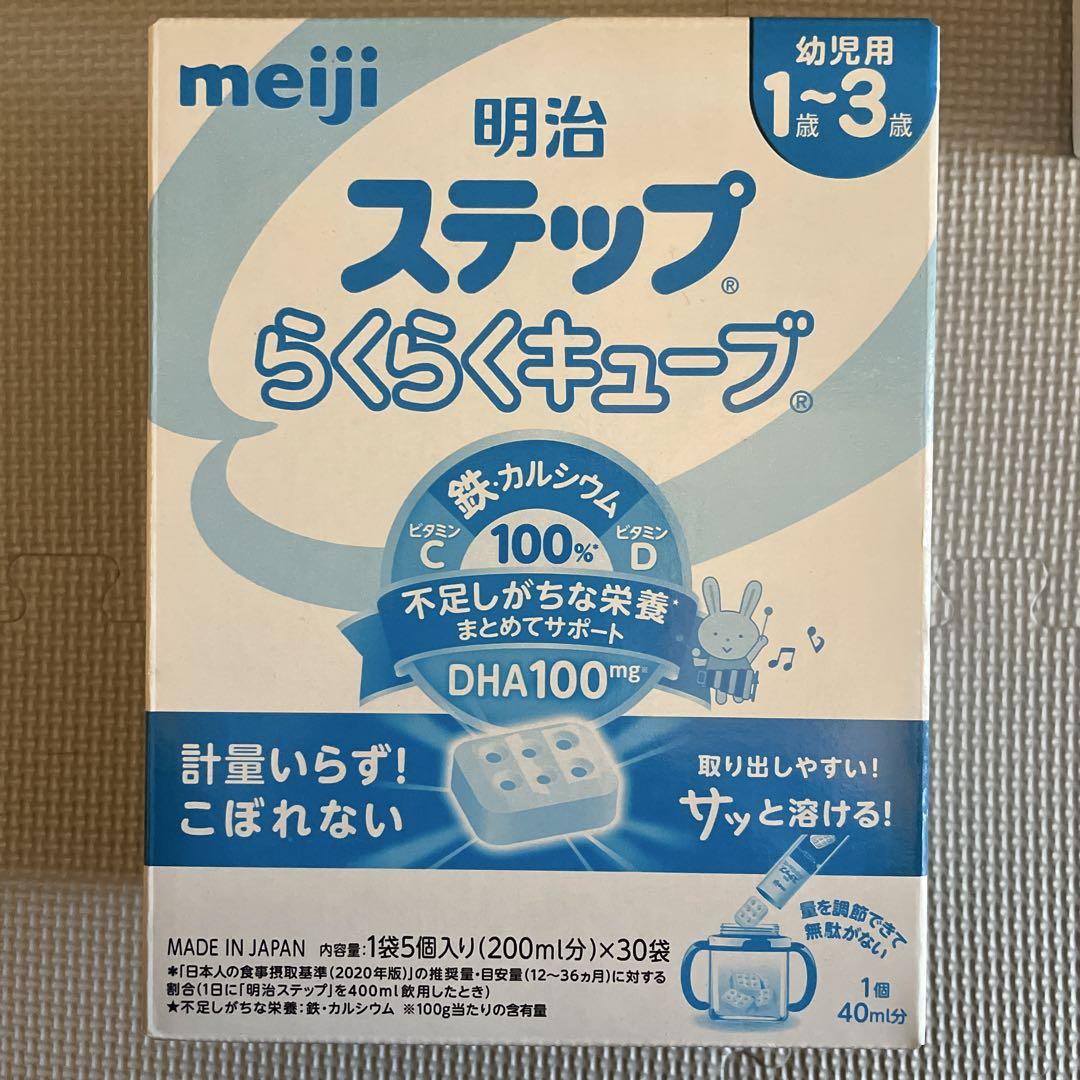 meiji
幼児用
1歳～3歳
明治
ステップ®
らくらくキューブ®
鉄・カルシウム
ビタミンC
100%*
ビタミンD
不足しがちな栄養★
まとめてサポート
DHA100mg※
計量いらず！
こぼれない
取り出しやすい！
サッと溶ける！
量を調節できて
無駄がない
1個
40ml分
MADE IN JAPAN 内容量:1袋5個入り(200ml分)×30袋
*「日本人の食事摂取基準(2020年版)」の推奨量・目安量(12～36ヵ月)に対する
割合(1日に「明治ステップ」を400ml飲用したとき)
★不足しがちな栄養:鉄・カルシウム ※100g当たりの含有量